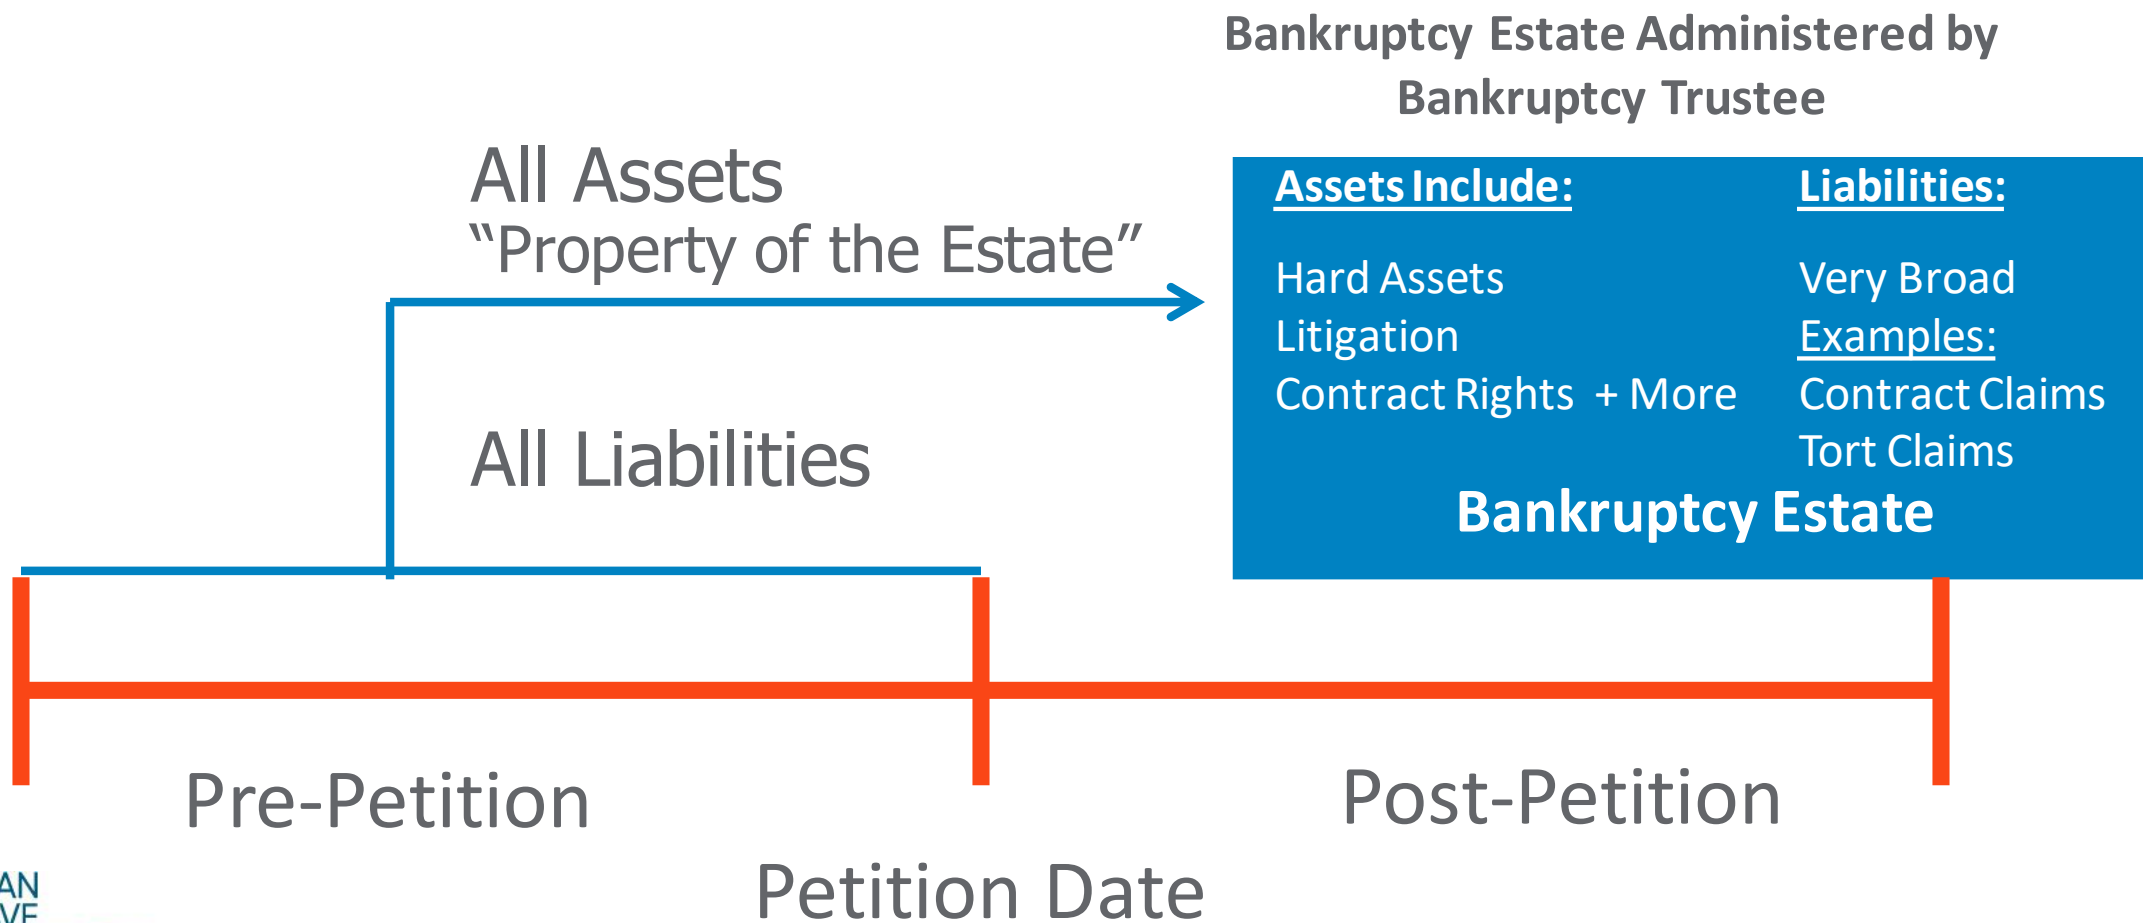 Bankruptcy Estate Administered by
Bankruptcy Trustee
All Assets
“Property of the Estate”
All Liabilities
Assets Include:
Hard Assets
Litigation
Contract Rights + More
Liabilities:
Very Broad
Examples:
Contract Claims
Tort Claims
Bankruptcy Estate
Pre-Petition
Petition Date
Post-Petition